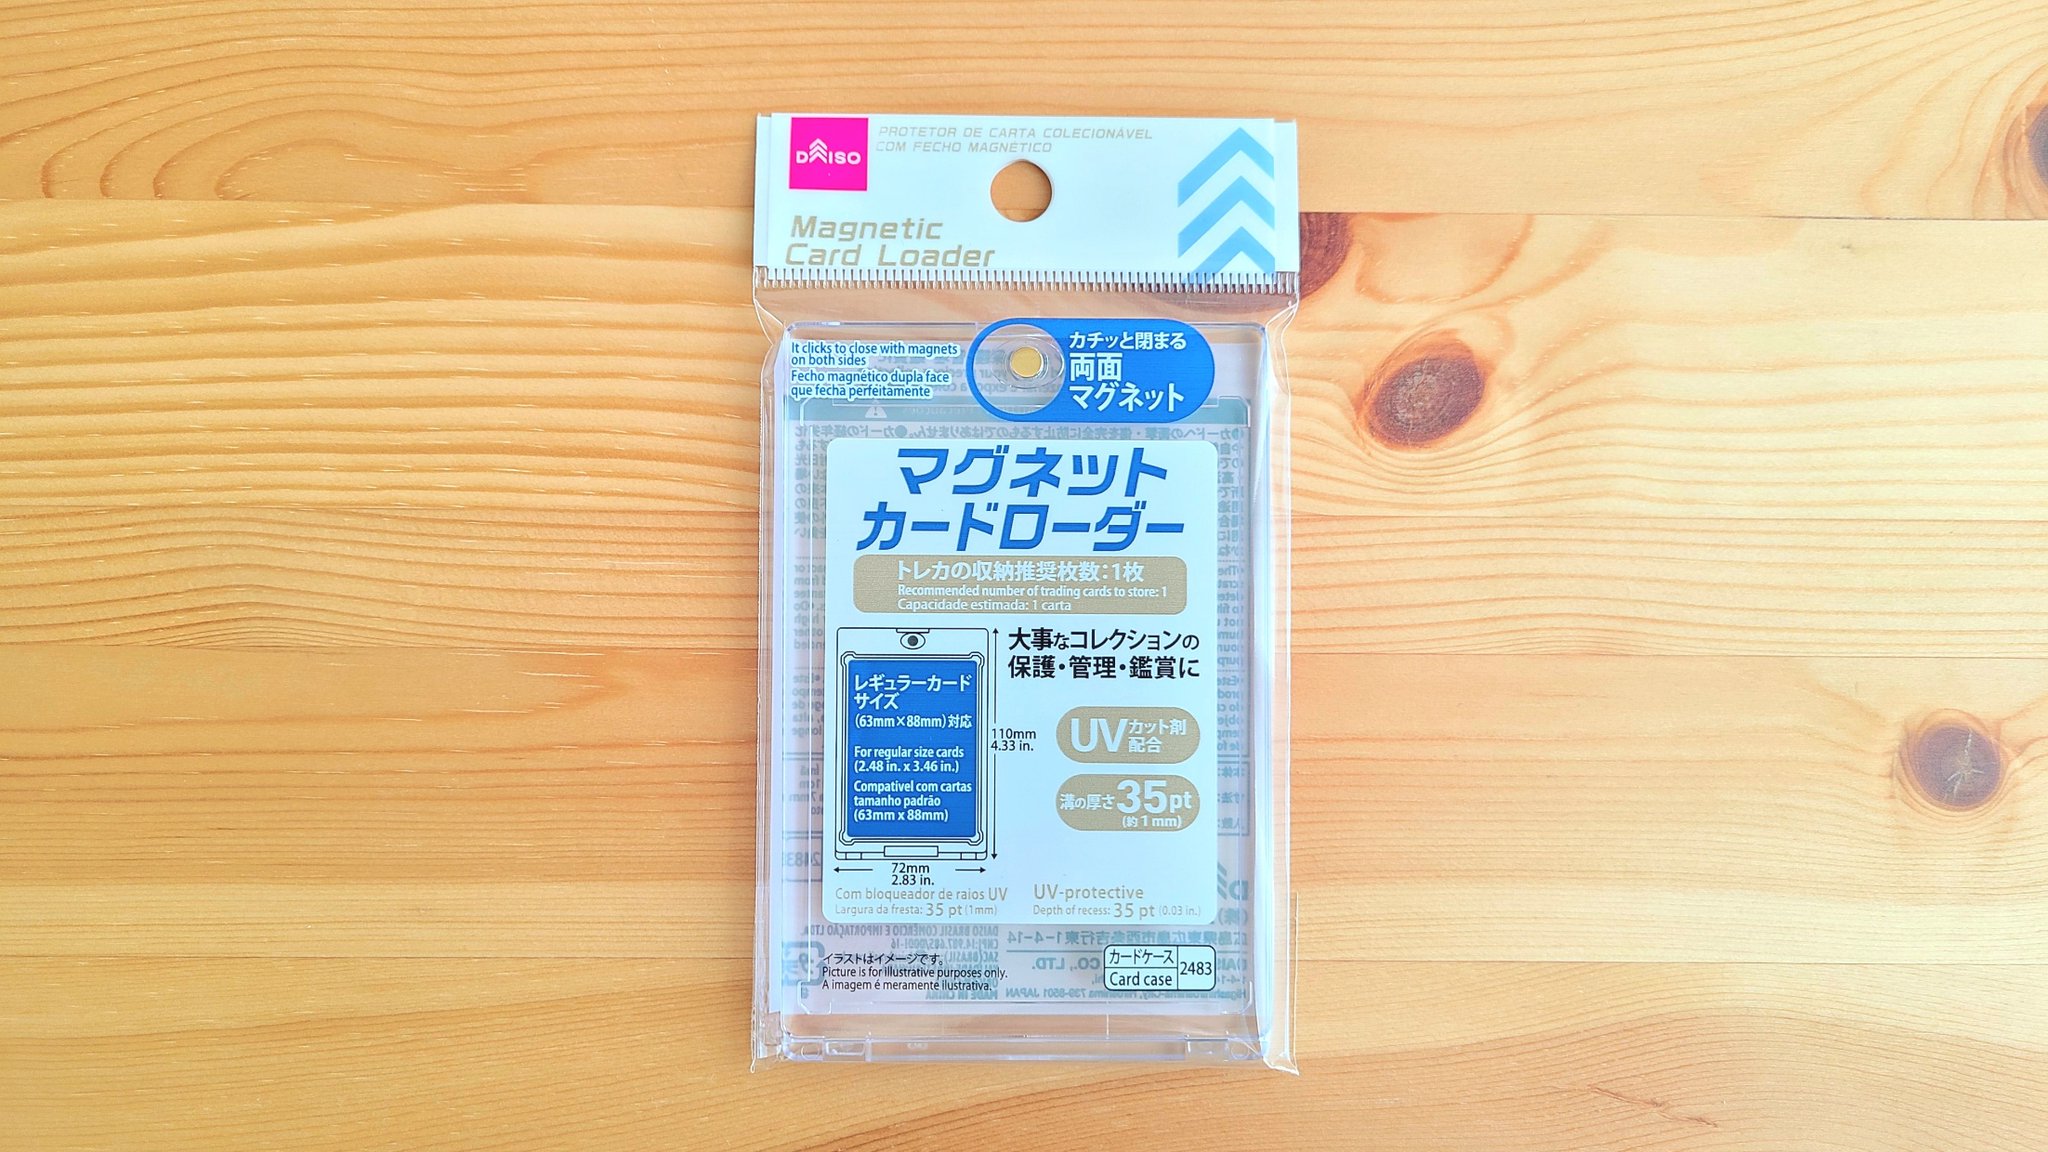 DAISO
PROTETOR DE CARTA COLECIONÁVEL
COM FECHO MAGNÉTICO
Magnetic
Card Loader
It clicks to close with magnets
on both sides
Fecho magnético dupla face
que fecha perfeitamente
カチッと閉まる
両面
マグネット
マグネット
カードローダー
トレカの収納推奨枚数:1枚
Recommended number of trading cards to store: 1
Capacidade estimada: 1 carta
大事なコレクションの
保護・管理・鑑賞に
レギュラーカード
サイズ
(63mm×88mm)対応
For regular size cards
(2.48 in. x 3.46 in.)
Compatível com cartas
tamanho padrão
(63mm x 88mm)
110mm
4.33 in.
72mm
2.83 in.
UVカット剤
配合
溝の厚さ35pt
(約1mm)
Com bloqueador de raios UV
Largura da fresta: 35 pt (1mm)
UV-protective
Depth of recess: 35 pt (0.03 in.)
イラストはイメージです。
Picture is for illustrative purposes only.
A imagem é meramente ilustrativa.
カードケース
Card case
2483